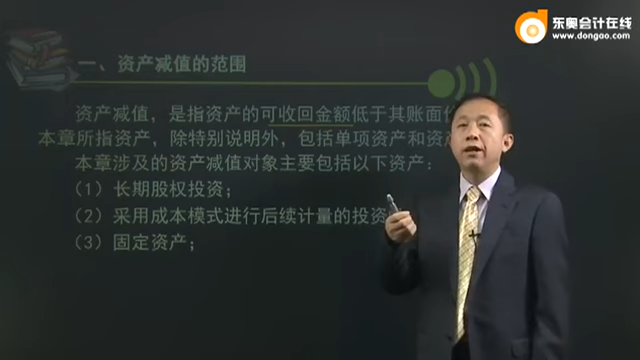 东奥会计在线
www.dongao.com
一、资产减值的范围
资产减值，是指资产的可收回金额低于其账面
本章所指资产，除特别说明外，包括单项资产和资
本章涉及的资产减值对象主要包括以下资产：
（1）长期股权投资；
（2）采用成本模式进行后续计量的投资
（3）固定资产；